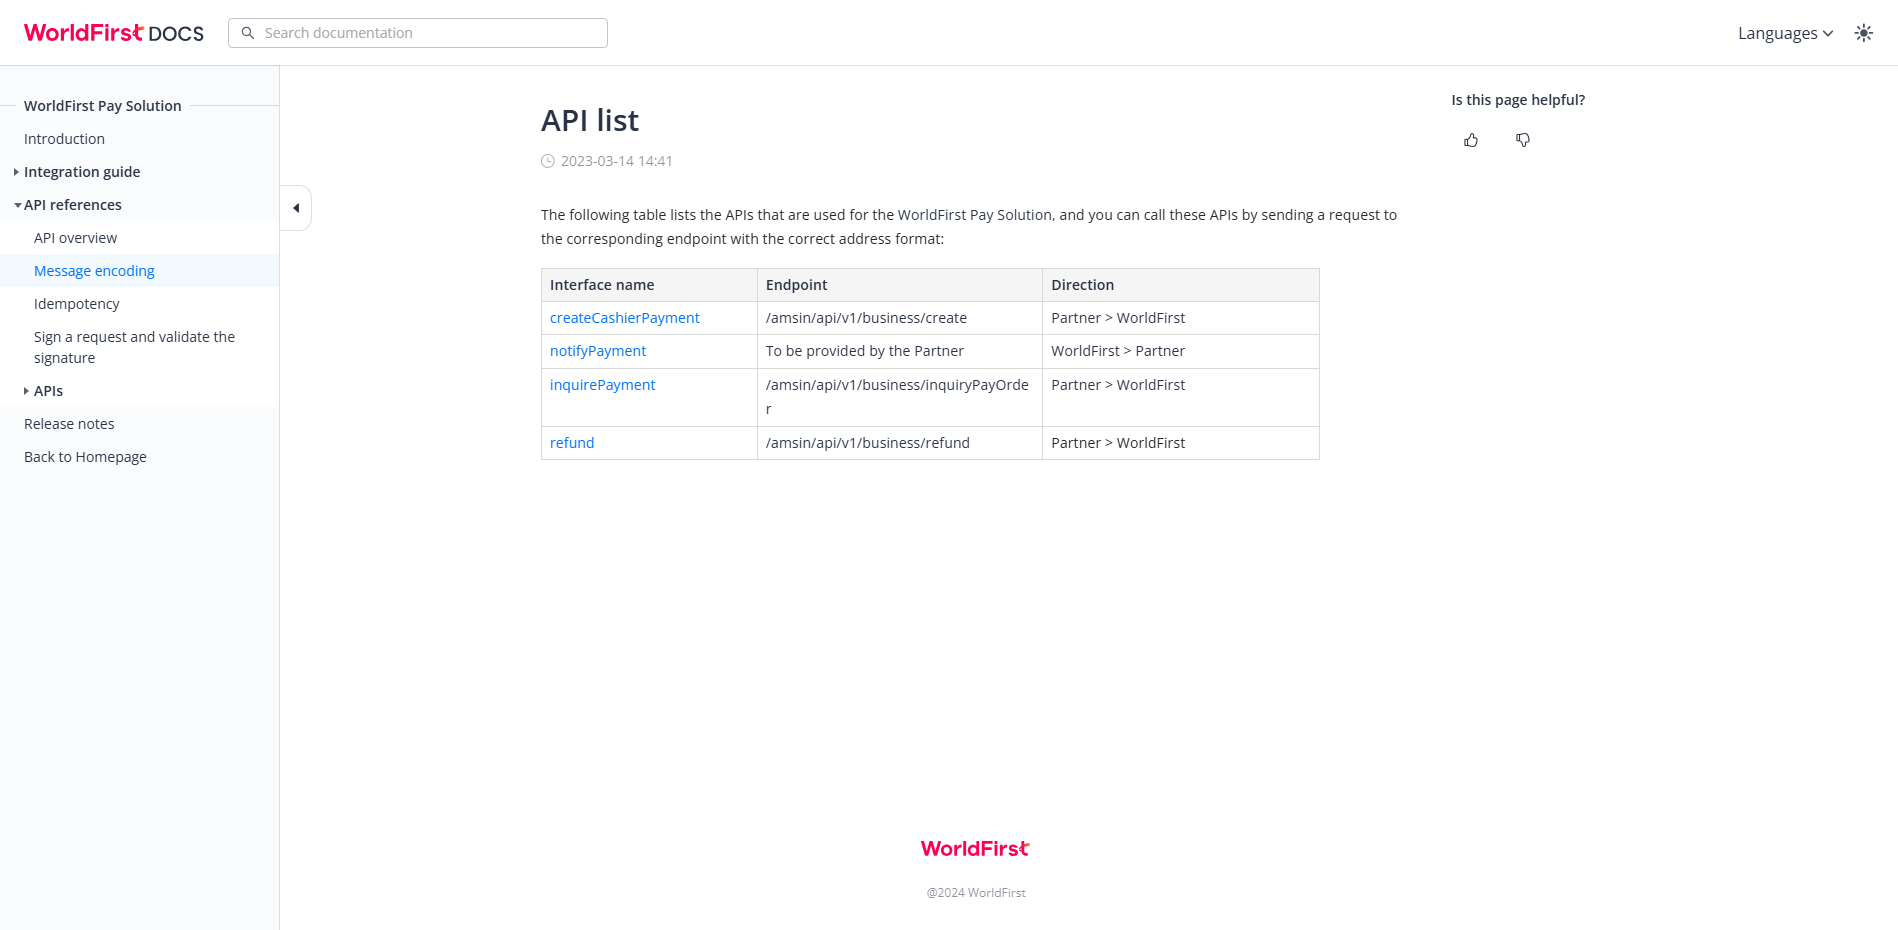 WorldFirst DOCS
Search documentation
Languages
WorldFirst Pay Solution
Introduction
Integration guide
API references
API overview
Message encoding
Idempotency
Sign a request and validate the
signature
APIs
Release notes
Back to Homepage
API list
2023-03-14 14:41
The following table lists the APIs that are used for the WorldFirst Pay Solution, and you can call these APIs by sending a request to
the corresponding endpoint with the correct address format:
Interface name Endpoint Direction
createCashierPayment /amsin/api/v1/business/create Partner > WorldFirst
notifyPayment To be provided by the Partner WorldFirst > Partner
inquirePayment /amsin/api/v1/business/inquiryPayOrde Partner > WorldFirst
r
refund /amsin/api/v1/business/refund Partner > WorldFirst
Is this page helpful?
WorldFirst
@2024 WorldFirst